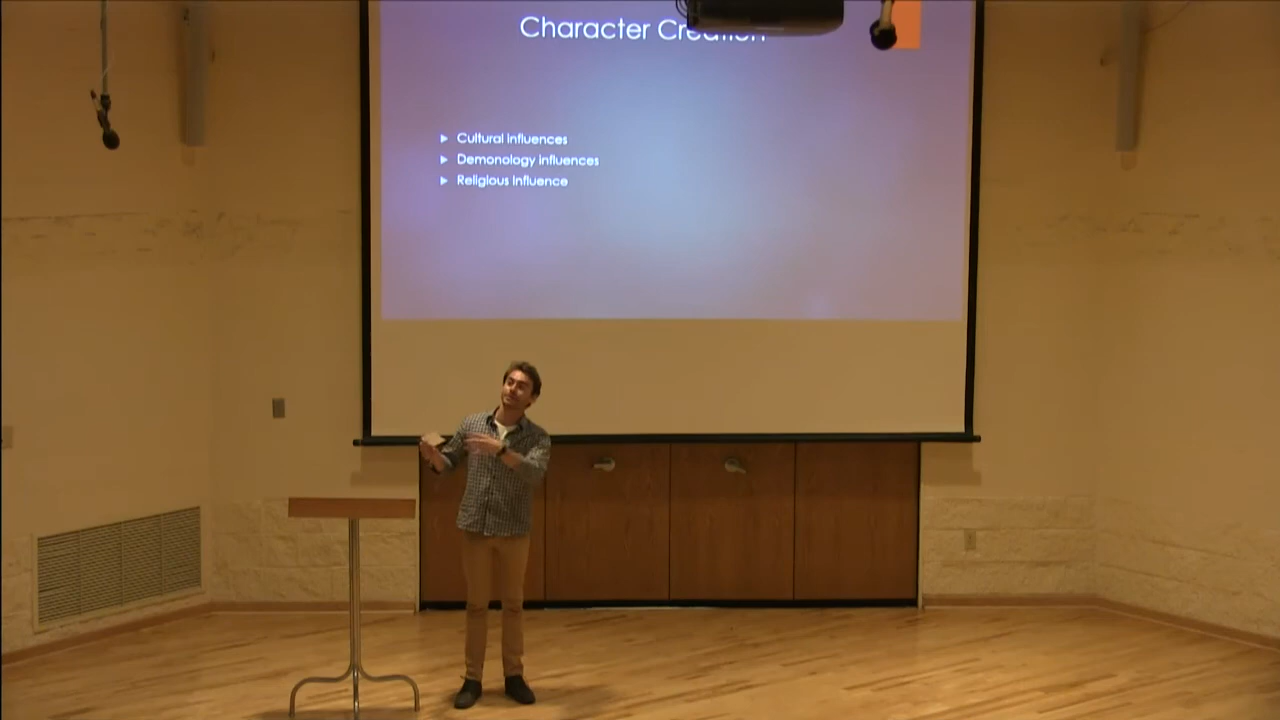 Character Creation
Cultural influences
Demonology influences
Religious Influence